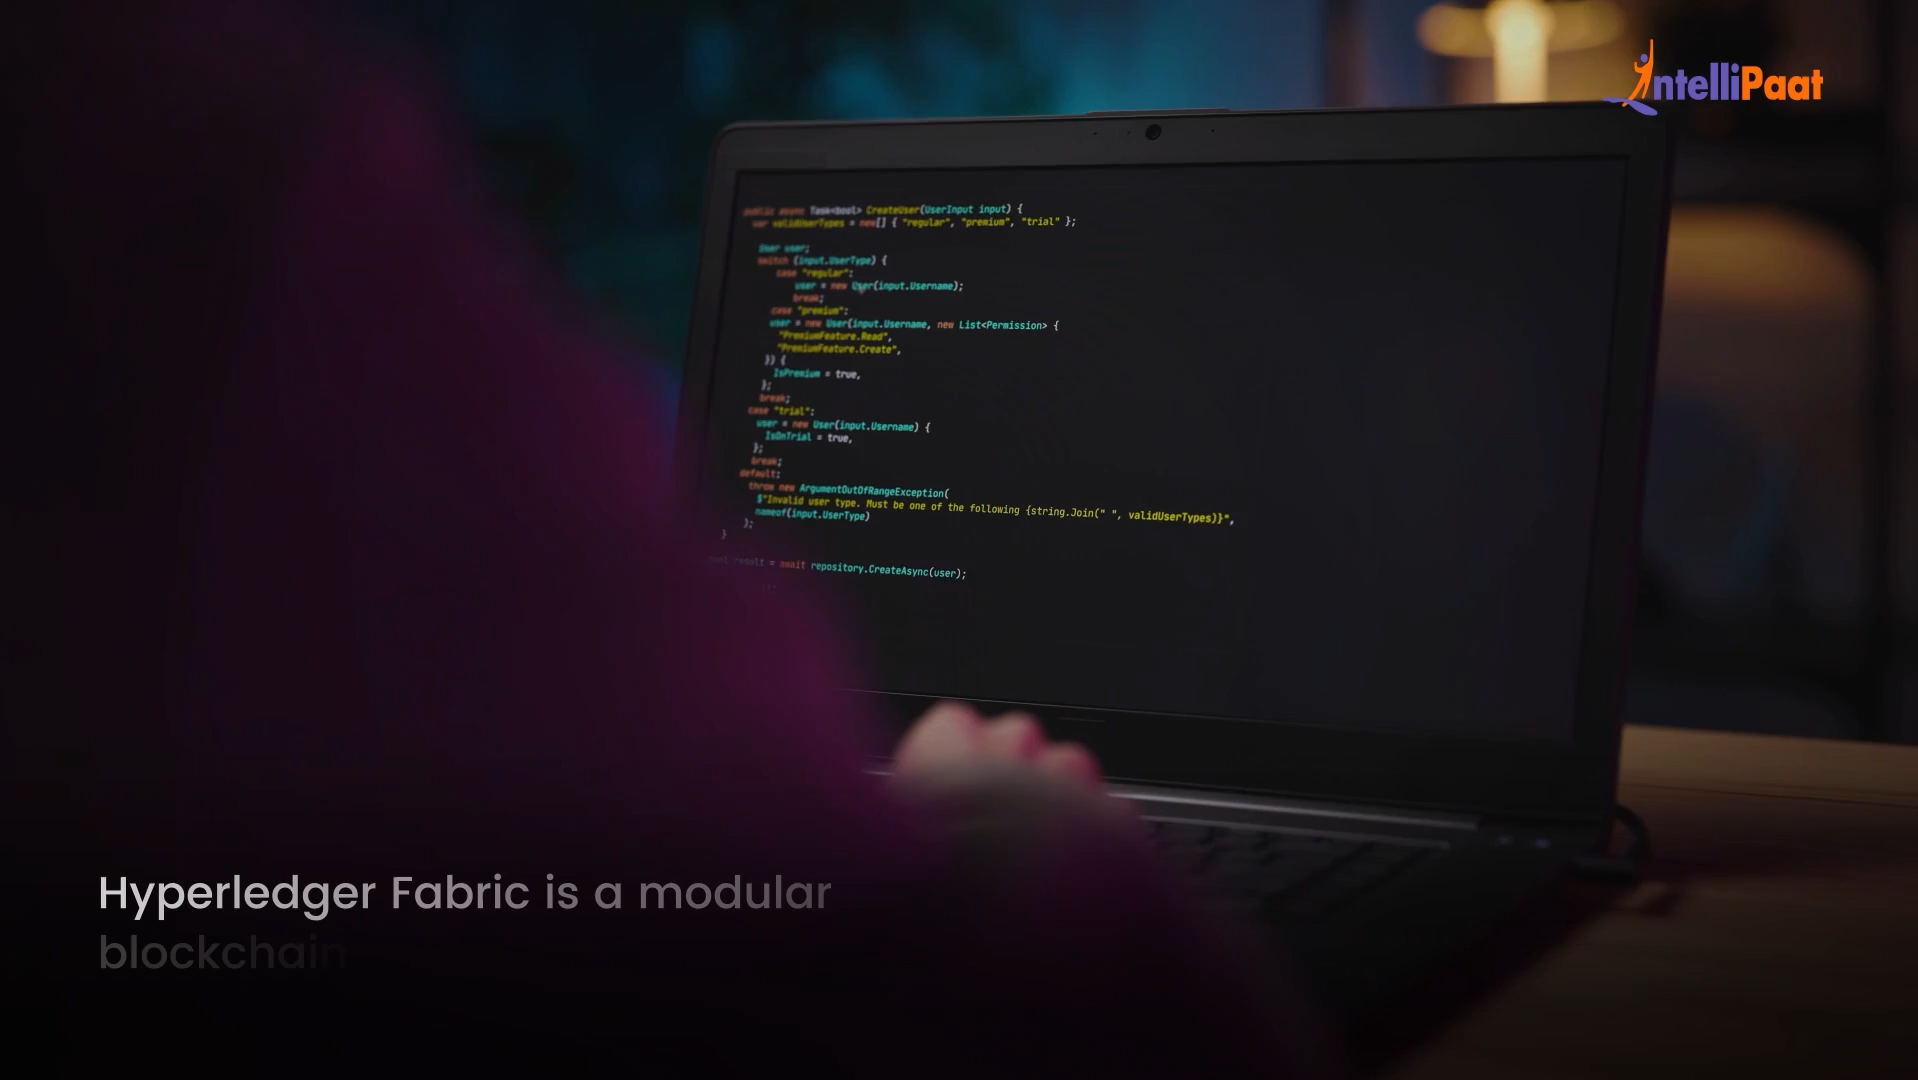 IntelliPaat
public async Task<bool> CreateUser(UserInput input) {
var validUserTypes = new[] { "regular", "premium", "trial" };
User user;
switch (input.UserType) {
case "regular":
user = new User(input.Username);
break;
case "premium":
user = new User(input.Username, new List<Permission> {
"PremiumFeature.Read",
"PremiumFeature.Create",
}) {
IsPremium = true,
};
break;
case "trial":
user = new User(input.Username) {
IsOnTrial = true,
};
break;
default:
throw new ArgumentOutOfRangeException(
$"Invalid user type. Must be one of the following {string.Join(" ", validUserTypes)}",
nameof(input.UserType)
);
}
result = await repository.CreateAsync(user);
Hyperledger Fabric is a modular
blockchain